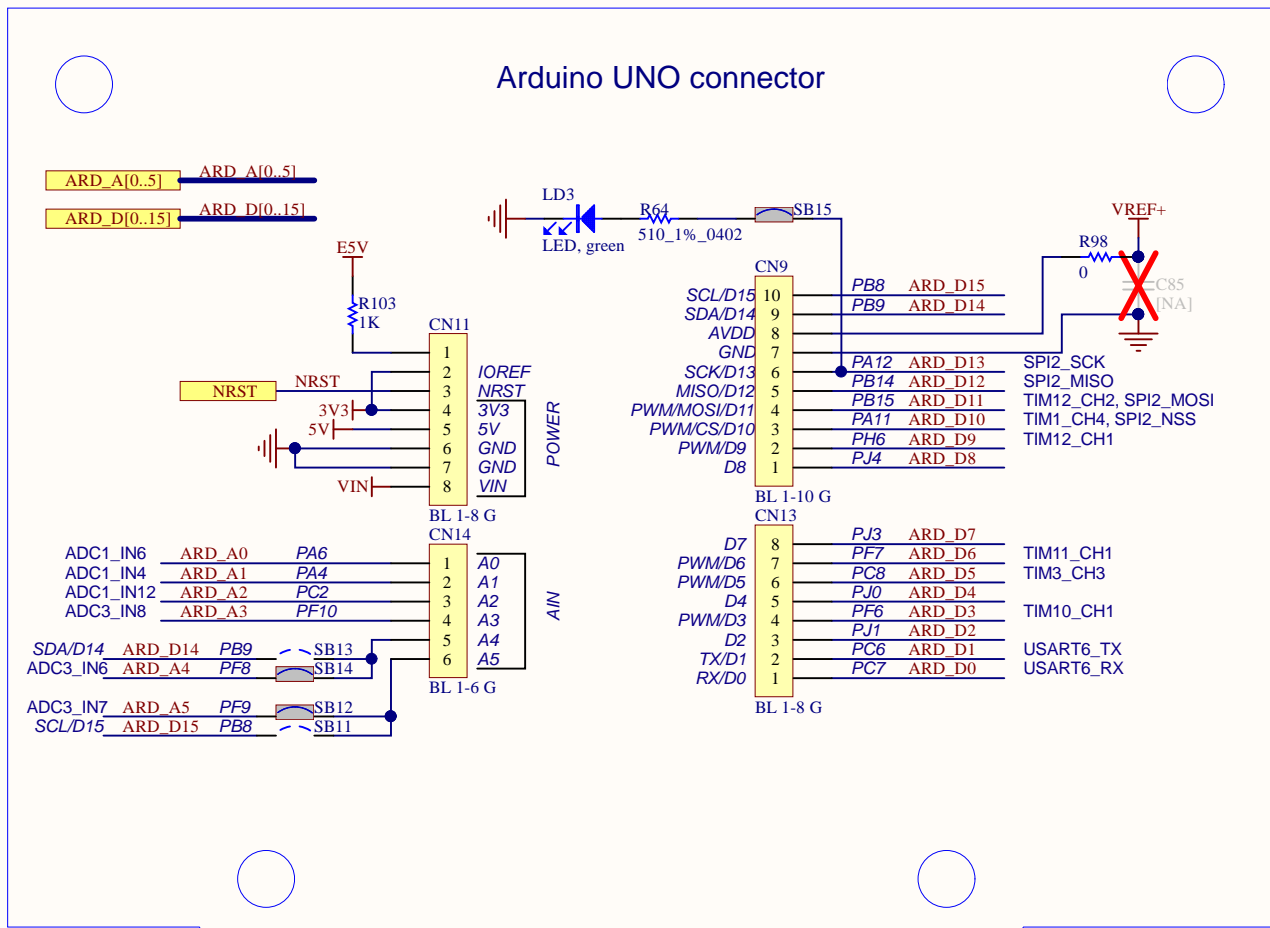 Arduino UNO connector
ARD_A[0..5] ARD_A[0..5]
ARD_D[0..15] ARD_D[0..15]
LD3
LED, green
R64
510_1%_0402
SB15
VREF+
R98
0
C85
[NA]
E5V
R103
1K
CN11
1
2 IOREF
NRST NRST 3 NRST
3V3 4 3V3
5V 5 5V
6 GND
7 GND
VIN 8 VIN
POWER
BL 1-8 G
CN14
ADC1_IN6 ARD_A0 PA6 1 A0
ADC1_IN4 ARD_A1 PA4 2 A1
ADC1_IN12 ARD_A2 PC2 3 A2
ADC3_IN8 ARD_A3 PF10 4 A3
5 A4
6 A5
AIN
BL 1-6 G
SDA/D14 ARD_D14 PB9 SB13
ADC3_IN6 ARD_A4 PF8 SB14
ADC3_IN7 ARD_A5 PF9 SB12
SCL/D15 ARD_D15 PB8 SB11
CN9
SCL/D15 10 PB8 ARD_D15
SDA/D14 9 PB9 ARD_D14
AVDD 8
GND 7
SCK/D13 6 PA12 ARD_D13 SPI2_SCK
MISO/D12 5 PB14 ARD_D12 SPI2_MISO
PWM/MOSI/D11 4 PB15 ARD_D11 TIM12_CH2, SPI2_MOSI
PWM/CS/D10 3 PA11 ARD_D10 TIM1_CH4, SPI2_NSS
PWM/D9 2 PH6 ARD_D9 TIM12_CH1
D8 1 PJ4 ARD_D8
BL 1-10 G
CN13
D7 8 PJ3 ARD_D7
PWM/D6 7 PF7 ARD_D6 TIM11_CH1
PWM/D5 6 PC8 ARD_D5 TIM3_CH3
D4 5 PJ0 ARD_D4
PWM/D3 4 PF6 ARD_D3 TIM10_CH1
D2 3 PJ1 ARD_D2
TX/D1 2 PC6 ARD_D1 USART6_TX
RX/D0 1 PC7 ARD_D0 USART6_RX
BL 1-8 G